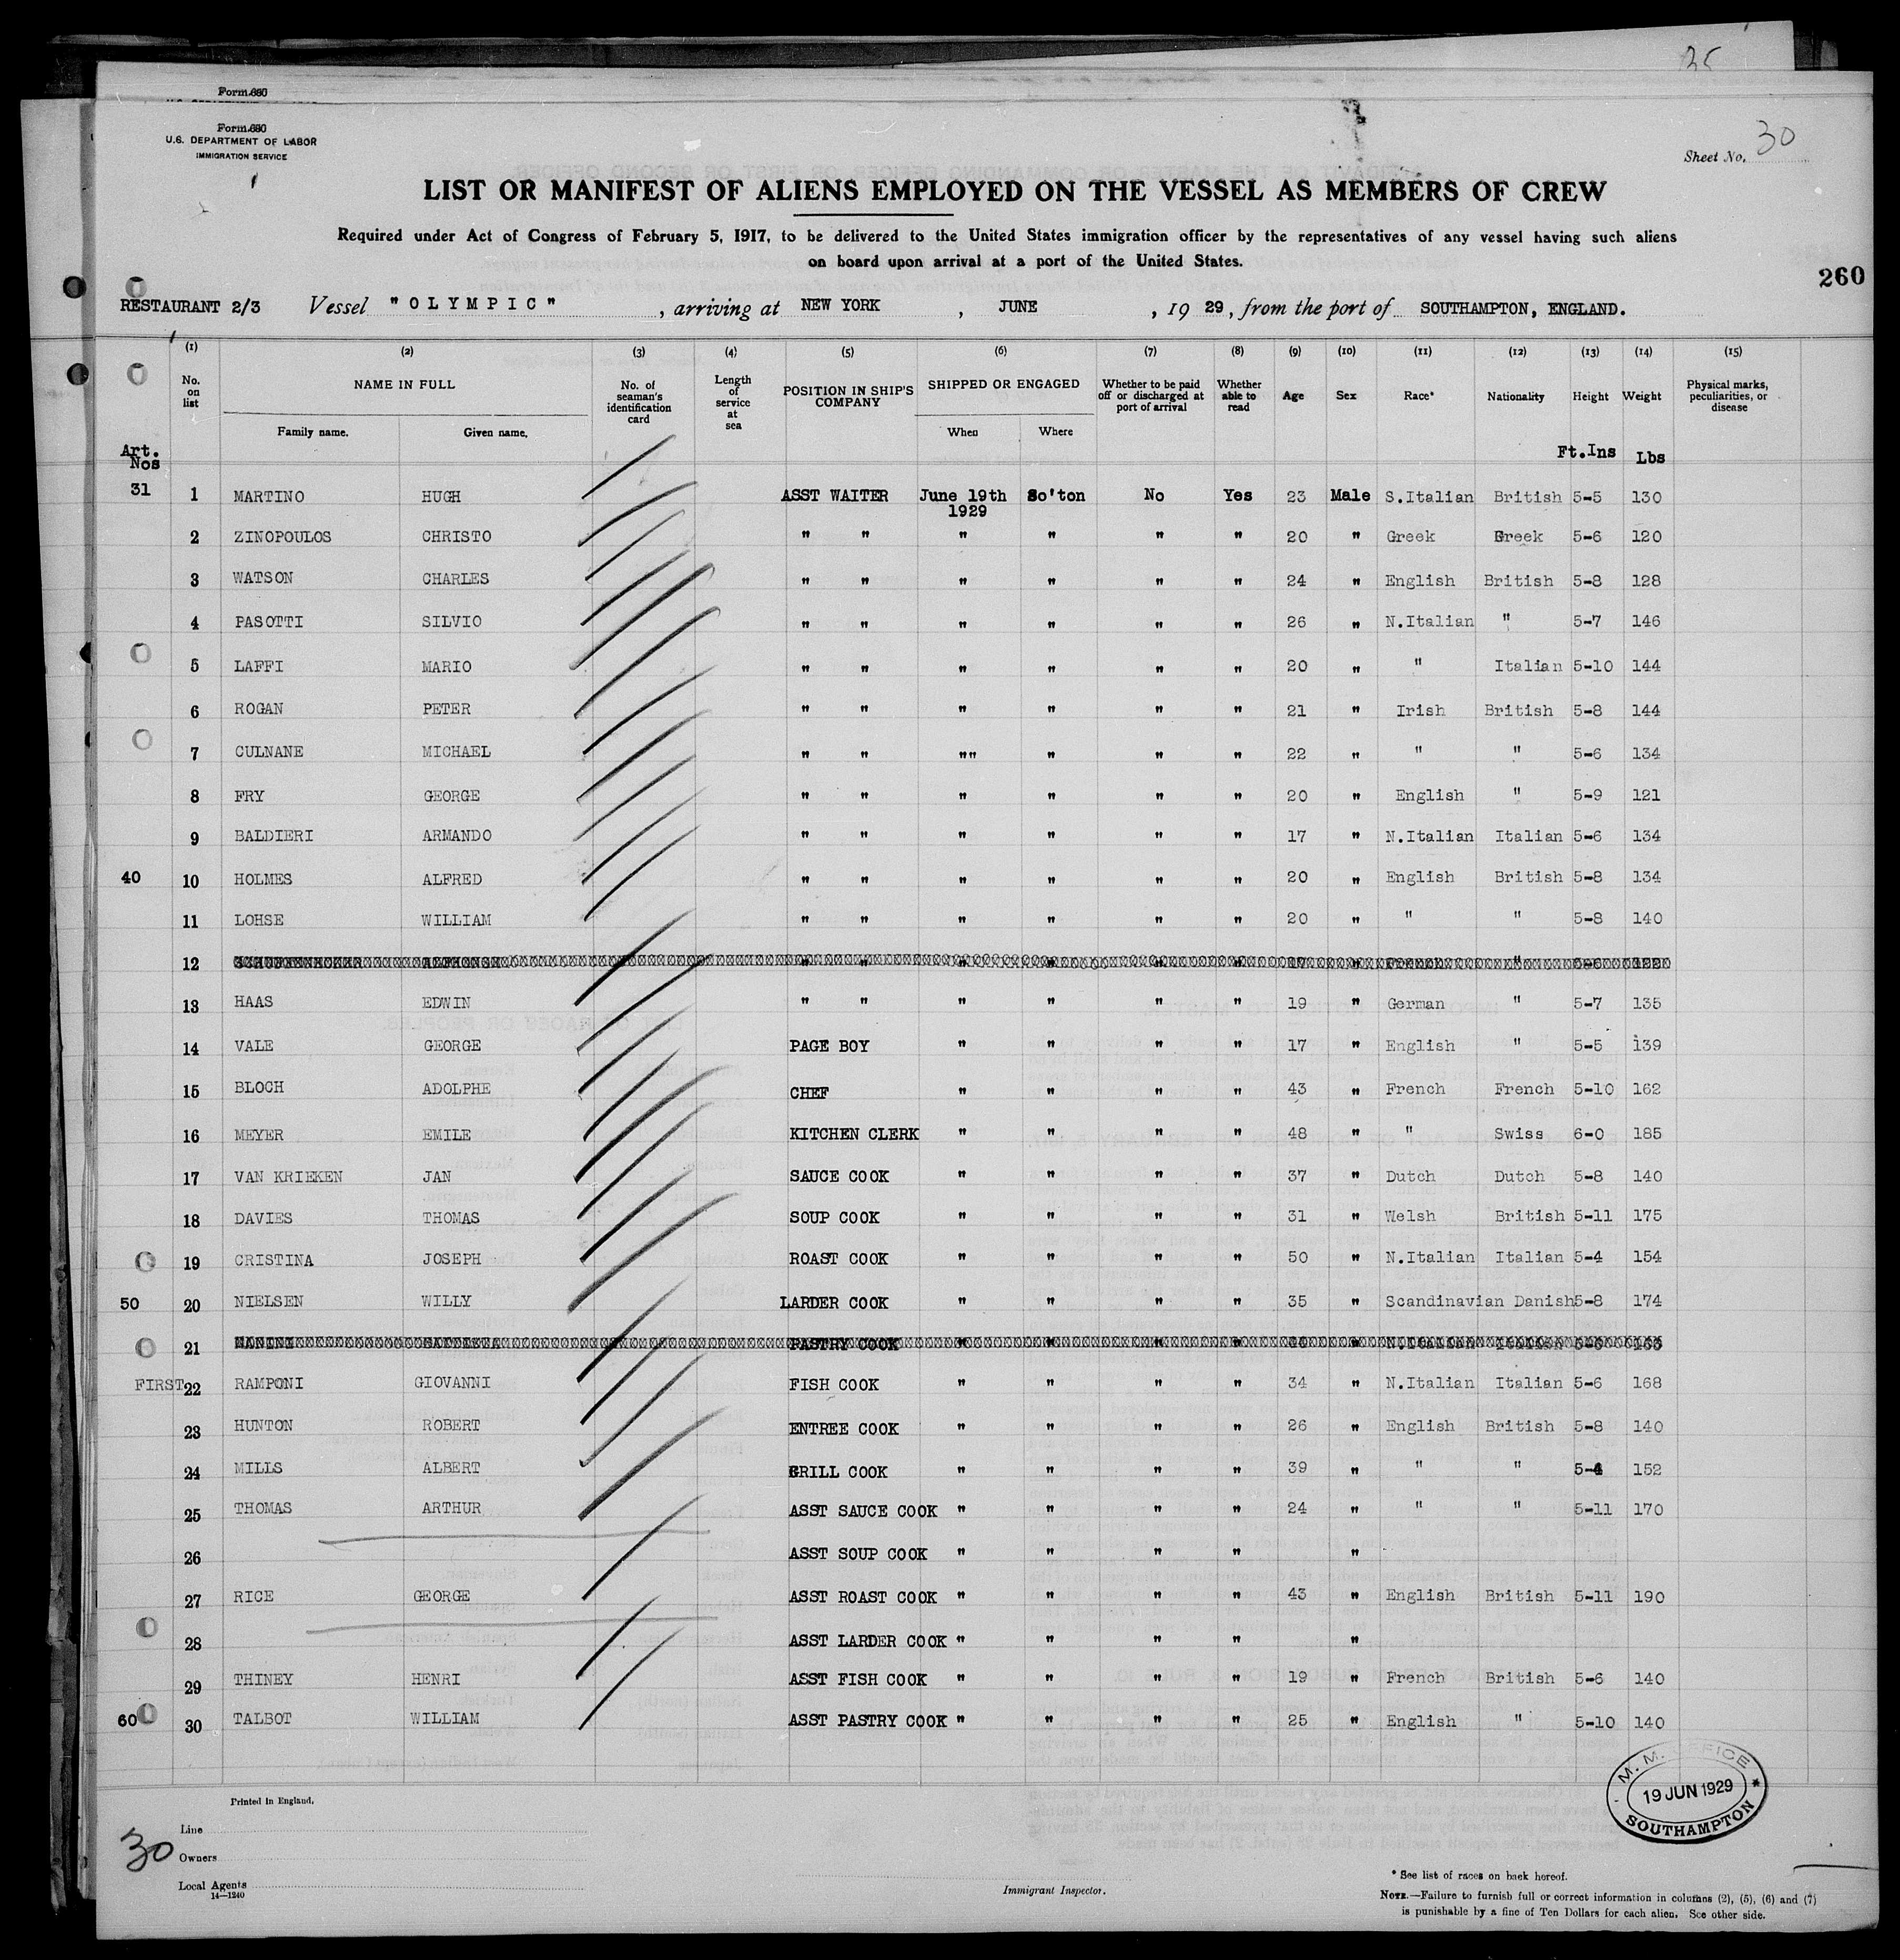 35
Form 680
Form 680
U.S. DEPARTMENT OF LABOR
IMMIGRATION SERVICE
Sheet No. 30
LIST OR MANIFEST OF ALIENS EMPLOYED ON THE VESSEL AS MEMBERS OF CREW
Required under Act of Congress of February 5, 1917, to be delivered to the United States immigration officer by the representatives of any vessel having such aliens
on board upon arrival at a port of the United States.
260
RESTAURANT 2/3 Vessel "OLYMPIC", arriving at NEW YORK, JUNE, 19 29, from the port of SOUTHAMPTON, ENGLAND.
(1) (2) (3) (4) (5) (6) (7) (8) (9) (10) (11) (12) (13) (14) (15)
No. on list NAME IN FULL No. of seaman's identification card Length of service at sea POSITION IN SHIP'S COMPANY SHIPPED OR ENGAGED Whether to be paid off or discharged at port of arrival Whether able to read Age Sex Race* Nationality Height Weight Physical marks, peculiarities, or disease
Family name. Given name. When Where
Art. Nos Ft.Ins Lbs
31 1 MARTINO HUGH ASST WAITER June 19th 1929 So'ton No Yes 23 Male S.Italian British 5-5 130
2 ZINOPOULOS CHRISTO " " " " " " 20 " Greek Greek 5-6 120
3 WATSON CHARLES " " " " " " 24 " English British 5-8 128
4 PASOTTI SILVIO " " " " " " 26 " N.Italian " 5-7 146
5 LAFFI MARIO " " " " " " 20 " " Italian 5-10 144
6 ROGAN PETER " " " " " " 21 " Irish British 5-8 144
7 CULNANE MICHAEL " " "" " " " 22 " " " 5-6 134
8 FRY GEORGE " " " " " " 20 " English " 5-9 121
9 BALDIERI ARMANDO " " " " " " 17 " N.Italian Italian 5-6 134
40 10 HOLMES ALFRED " " " " " " 20 " English British 5-8 134
11 LOHSE WILLIAM " " " " " " 20 " " " 5-8 140
12 " " " " " " " "
13 HAAS EDWIN " " " " " " 19 " German " 5-7 135
14 VALE GEORGE PAGE BOY " " " " 17 " English " 5-5 139
15 BLOCH ADOLPHE CHEF " " " " 43 " French French 5-10 162
16 MEYER EMILE KITCHEN CLERK " " " " 48 " " Swiss 6-0 185
17 VAN KRIEKEN JAN SAUCE COOK " " " " 37 " Dutch Dutch 5-8 140
18 DAVIES THOMAS SOUP COOK " " " " 31 " Welsh British 5-11 175
19 CRISTINA JOSEPH ROAST COOK " " " " 50 " N.Italian Italian 5-4 154
50 20 NIELSEN WILLY LARDER COOK " " " " 35 " Scandinavian Danish 5-8 174
21 PASTRY COOK " " " " " N.Italian Italian
FIRST 22 RAMPONI GIOVANNI FISH COOK " " " " 34 " N.Italian Italian 5-6 168
23 HUNTON ROBERT ENTREE COOK " " " " 26 " English British 5-8 140
24 MILLS ALBERT GRILL COOK " " " " 39 " " " 5-4 152
25 THOMAS ARTHUR ASST SAUCE COOK " " " " 24 " " " 5-11 170
26 ASST SOUP COOK " " " " "
27 RICE GEORGE ASST ROAST COOK " " " " 43 " English British 5-11 190
28 ASST LARDER COOK " " " " "
29 THINEY HENRI ASST FISH COOK " " " " 19 " French British 5-6 140
60 30 TALBOT WILLIAM ASST PASTRY COOK " " " " 25 " English " 5-10 140
M. M. OFFICE
19 JUN 1929
SOUTHAMPTON
Printed in England.
30
Line
Owners
Local Agents
14—1240
Immigrant Inspector.
* See list of races on back hereof.
NOTE.—Failure to furnish full or correct information in columns (2), (5), (6) and (7)
is punishable by a fine of Ten Dollars for each alien. See other side.